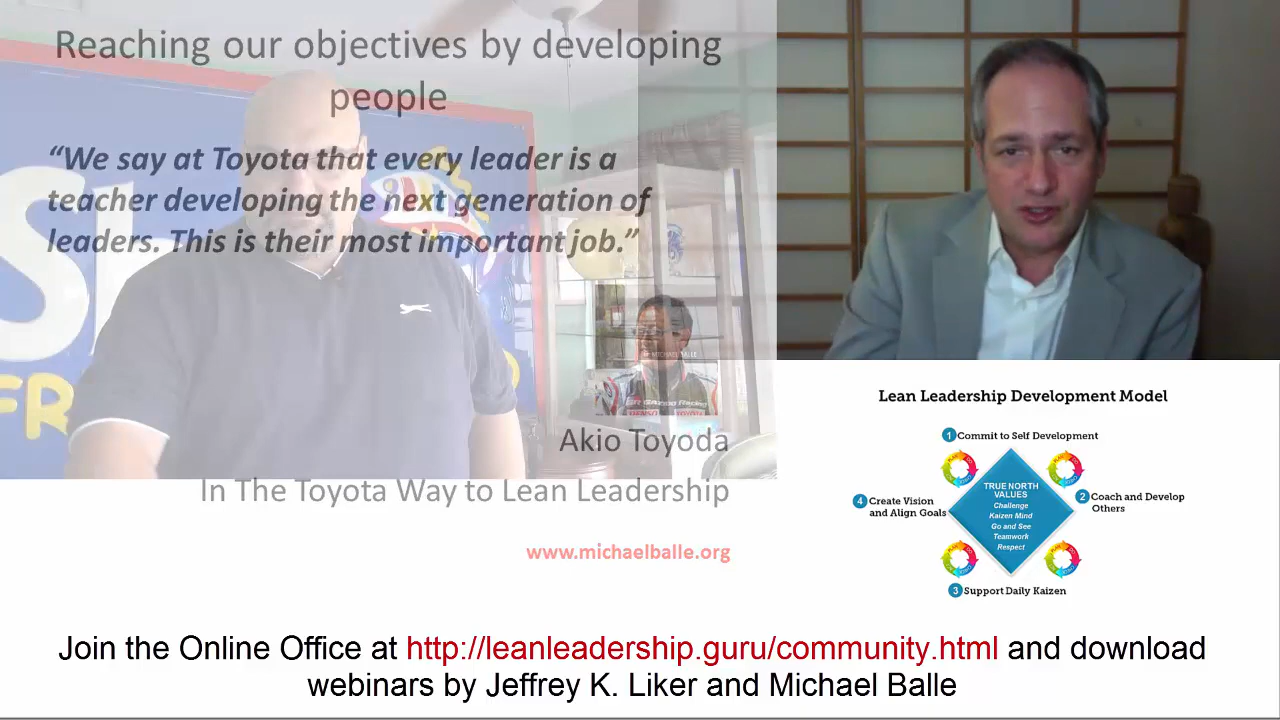 Reaching our objectives by developing
people
“We say at Toyota that every leader is a
teacher developing the next generation of
leaders. This is their most important job.”
SL
FR
MICHAEL BALLE
Akio Toyoda
In The Toyota Way to Lean Leadership
www.michaelballe.org
Lean Leadership Development Model
1 Commit to Self Development
TRUE NORTH
VALUES
Challenge
Kaizen Mind
Go and See
Teamwork
Respect
2 Coach and Develop
Others
4 Create Vision
and Align Goals
3 Support Daily Kaizen
Join the Online Office at http://leanleadership.guru/community.html and download
webinars by Jeffrey K. Liker and Michael Balle